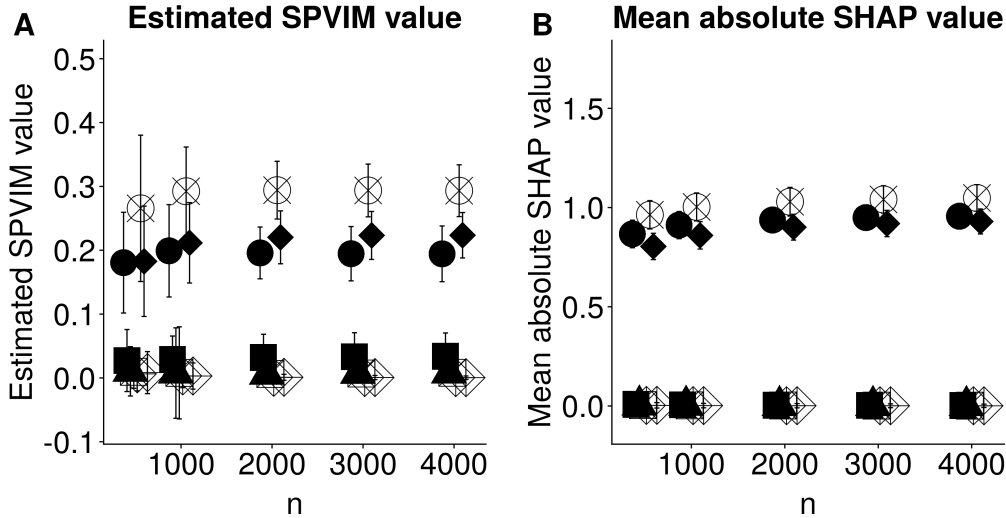 A
Estimated SPVIM value
Estimated SPVIM value
0.5
0.4
0.3
0.2
0.1
0.0
-0.1
1000
2000
3000
4000
n
B
Mean absolute SHAP value
Mean absolute SHAP value
1.5
1.0
0.5
0.0
1000
2000
3000
4000
n